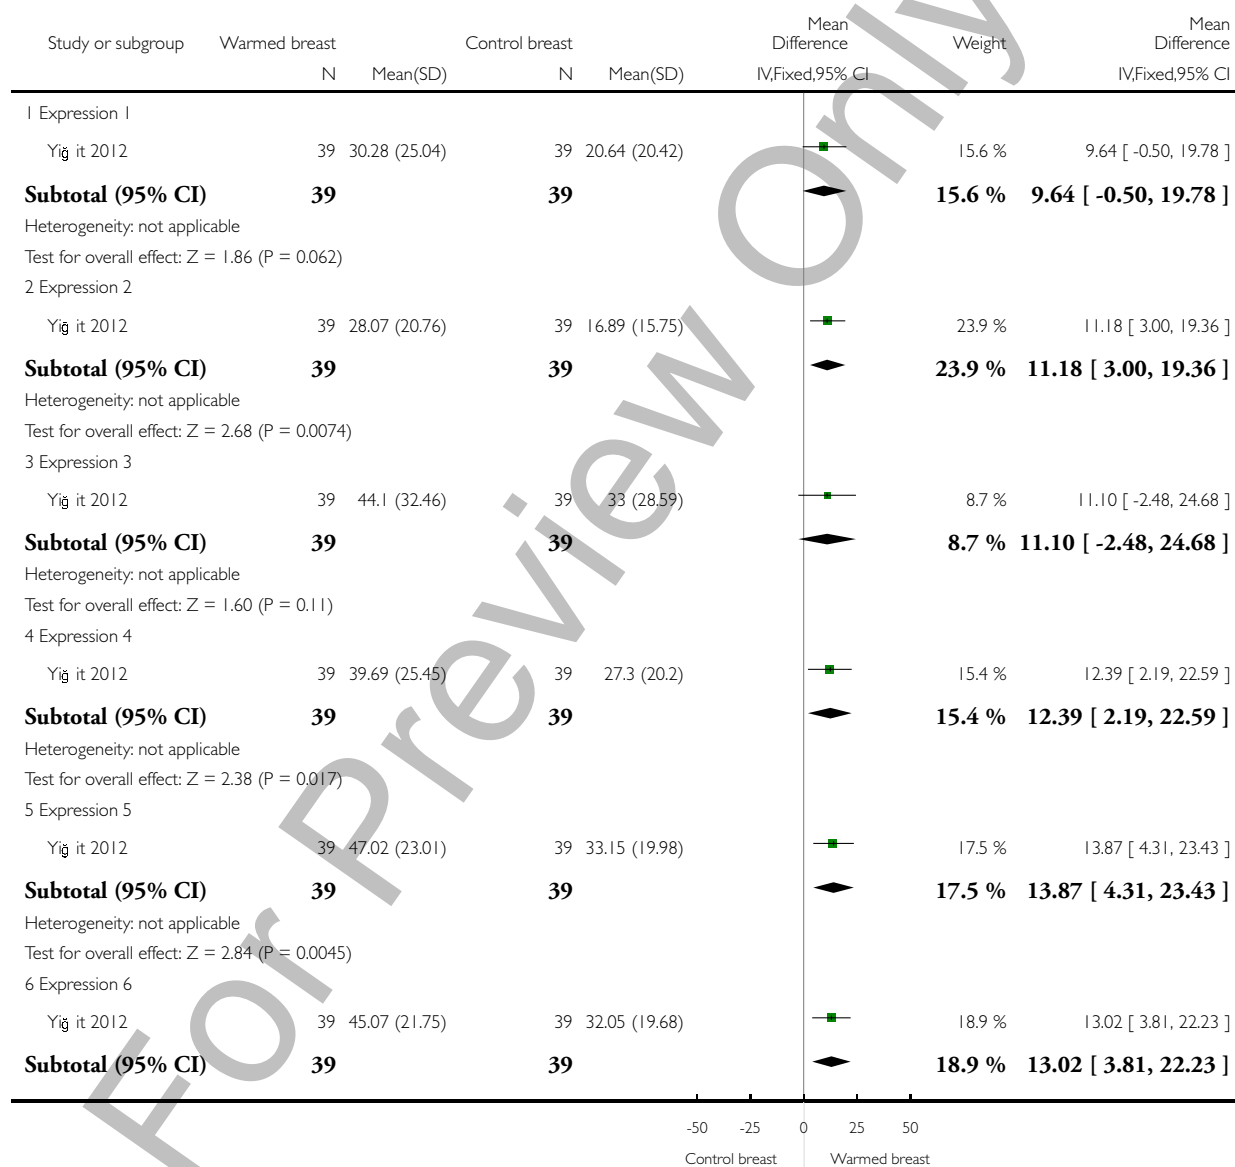 Study or subgroup Warmed breast Control breast Mean Difference Weight Mean Difference
N Mean(SD) N Mean(SD) IV,Fixed,95% CI IV,Fixed,95% CI
1 Expression 1
Yiğ it 2012 39 30.28 (25.04) 39 20.64 (20.42) 15.6 % 9.64 [ -0.50, 19.78 ]
Subtotal (95% CI) 39 39 15.6 % 9.64 [ -0.50, 19.78 ]
Heterogeneity: not applicable
Test for overall effect: Z = 1.86 (P = 0.062)
2 Expression 2
Yiğ it 2012 39 28.07 (20.76) 39 16.89 (15.75) 23.9 % 11.18 [ 3.00, 19.36 ]
Subtotal (95% CI) 39 39 23.9 % 11.18 [ 3.00, 19.36 ]
Heterogeneity: not applicable
Test for overall effect: Z = 2.68 (P = 0.0074)
3 Expression 3
Yiğ it 2012 39 44.1 (32.46) 39 33 (28.59) 8.7 % 11.10 [ -2.48, 24.68 ]
Subtotal (95% CI) 39 39 8.7 % 11.10 [ -2.48, 24.68 ]
Heterogeneity: not applicable
Test for overall effect: Z = 1.60 (P = 0.11)
4 Expression 4
Yiğ it 2012 39 39.69 (25.45) 39 27.3 (20.2) 15.4 % 12.39 [ 2.19, 22.59 ]
Subtotal (95% CI) 39 39 15.4 % 12.39 [ 2.19, 22.59 ]
Heterogeneity: not applicable
Test for overall effect: Z = 2.38 (P = 0.017)
5 Expression 5
Yiğ it 2012 39 47.02 (23.01) 39 33.15 (19.98) 17.5 % 13.87 [ 4.31, 23.43 ]
Subtotal (95% CI) 39 39 17.5 % 13.87 [ 4.31, 23.43 ]
Heterogeneity: not applicable
Test for overall effect: Z = 2.84 (P = 0.0045)
6 Expression 6
Yiğ it 2012 39 45.07 (21.75) 39 32.05 (19.68) 18.9 % 13.02 [ 3.81, 22.23 ]
Subtotal (95% CI) 39 39 18.9 % 13.02 [ 3.81, 22.23 ]
-50 -25 0 25 50
Control breast Warmed breast
For Preview Only